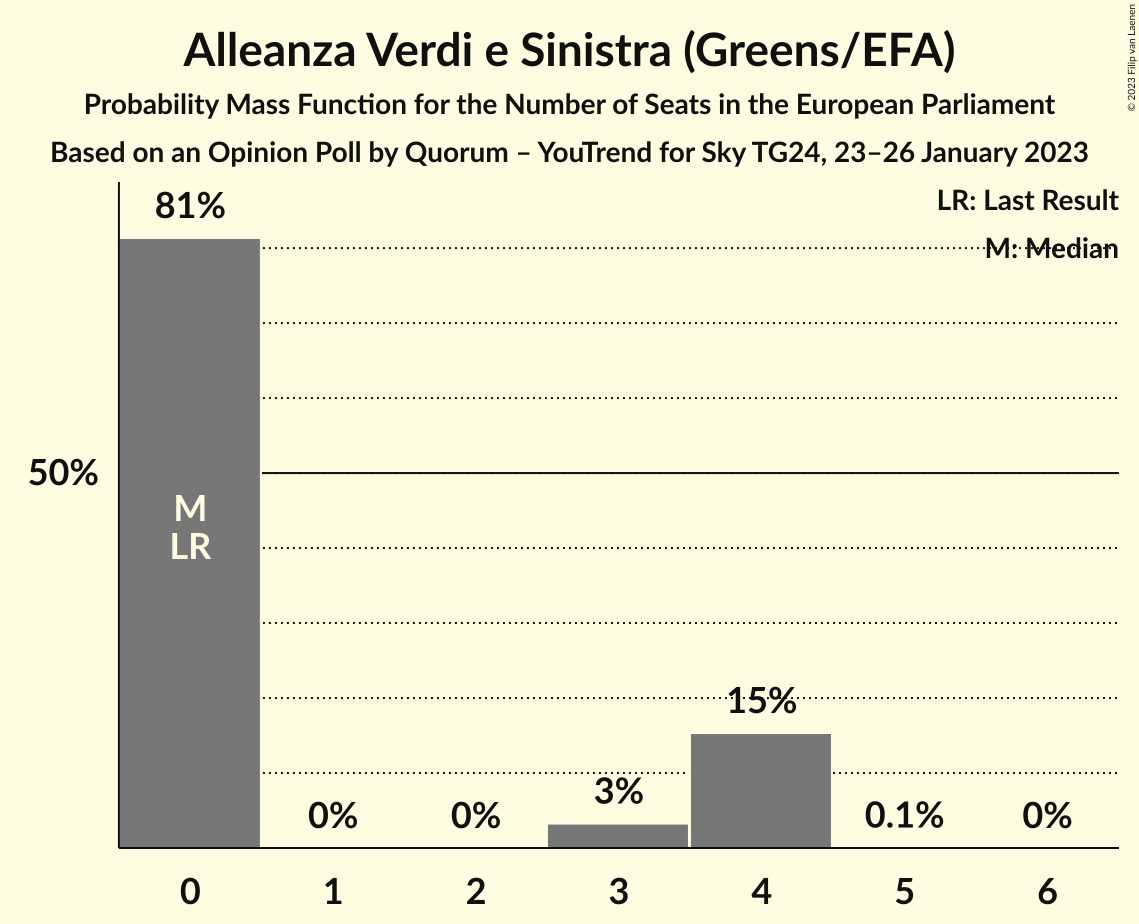 Alleanza Verdi e Sinistra (Greens/EFA)
Probability Mass Function for the Number of Seats in the European Parliament
Based on an Opinion Poll by Quorum – YouTrend for Sky TG24, 23–26 January 2023
© 2023 Filip van Laenen
LR: Last Result
M: Median
81%
50%
M
LR
0%
0%
3%
15%
0.1%
0%
0 1 2 3 4 5 6